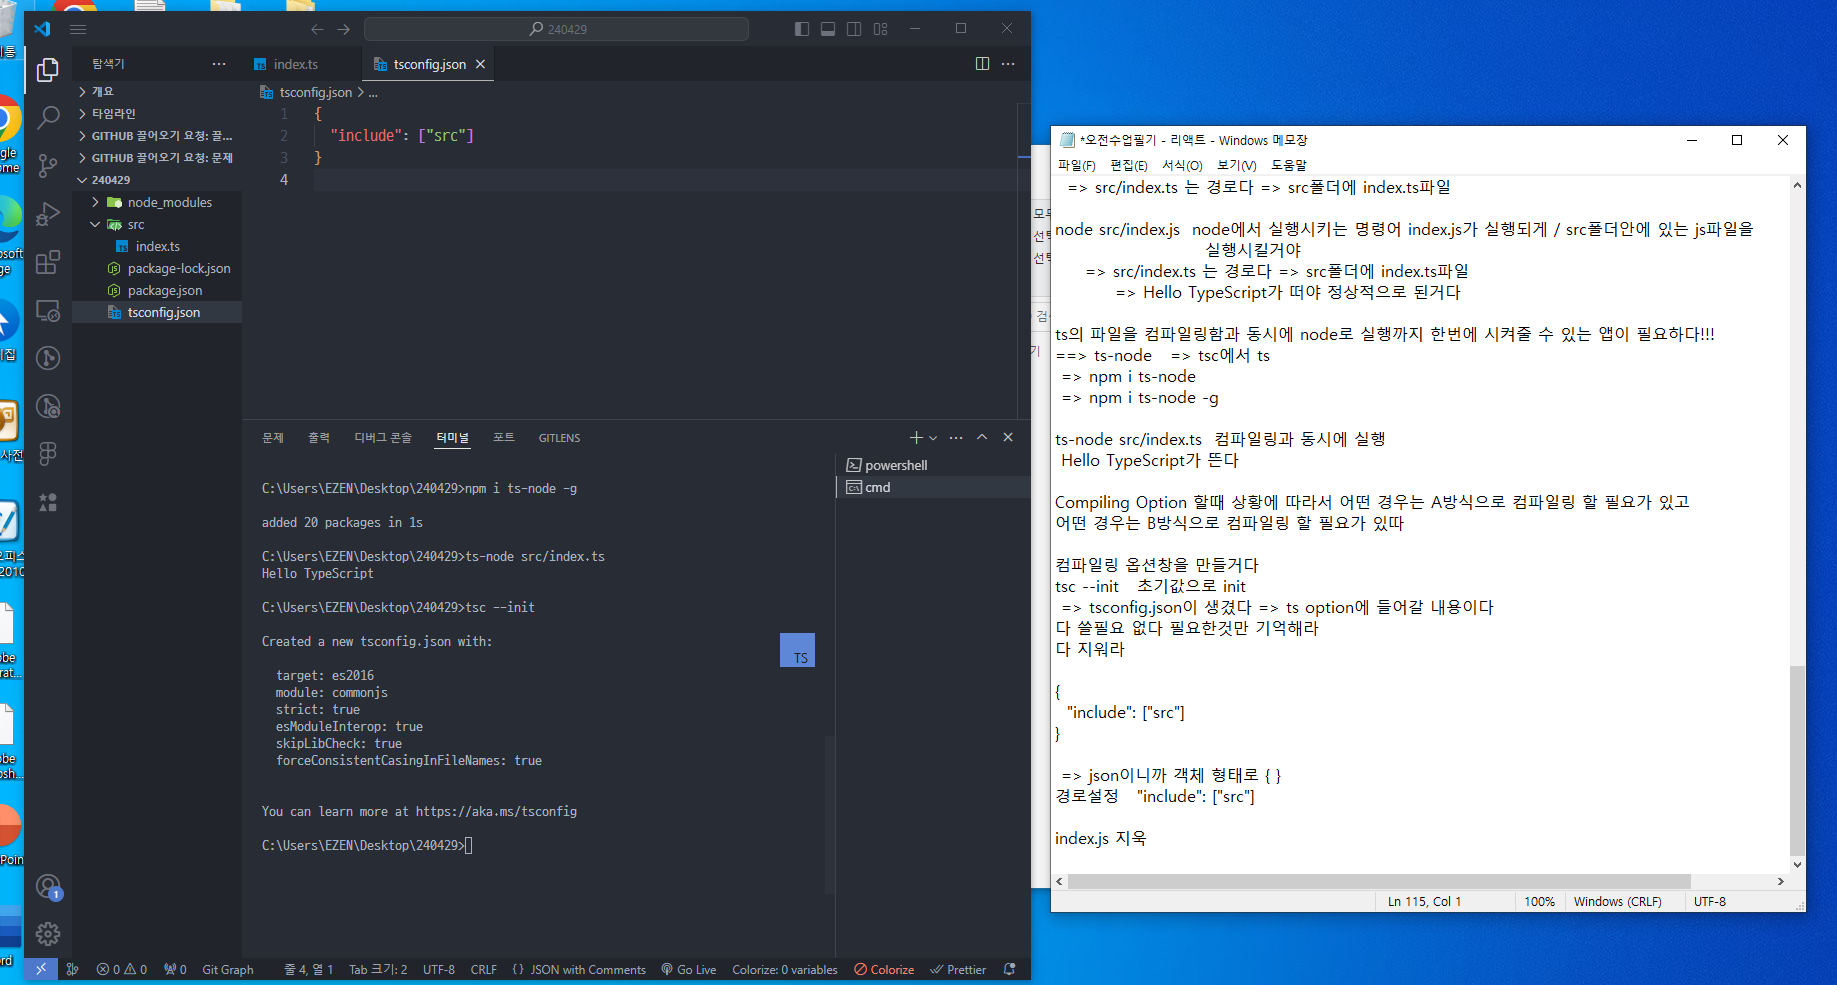 240429
탐색기
index.ts
tsconfig.json
개요
타임라인
GITHUB 끌어오기 요청: 끌...
GITHUB 끌어오기 요청: 문제
240429
node_modules
src
index.ts
package-lock.json
package.json
tsconfig.json
tsconfig.json > ...
1 {
2 "include": ["src"]
3 }
4
문제 출력 디버그 콘솔 터미널 포트 GITLENS
powershell
cmd
C:\Users\EZEN\Desktop\240429>npm i ts-node -g
added 20 packages in 1s
C:\Users\EZEN\Desktop\240429>ts-node src/index.ts
Hello TypeScript
C:\Users\EZEN\Desktop\240429>tsc --init
Created a new tsconfig.json with:
TS
target: es2016
module: commonjs
strict: true
esModuleInterop: true
skipLibCheck: true
forceConsistentCasingInFileNames: true
You can learn more at https://aka.ms/tsconfig
C:\Users\EZEN\Desktop\240429>
1
0 0 0 Git Graph 줄 4, 열 1 Tab 크기: 2 UTF-8 CRLF {} JSON with Comments Go Live Colorize: 0 variables Colorize Prettier
*오전수업필기 - 리액트 - Windows 메모장
파일(F) 편집(E) 서식(O) 보기(V) 도움말
=> src/index.ts 는 경로다 => src폴더에 index.ts파일
node src/index.js node에서 실행시키는 명령어 index.js가 실행되게 / src폴더안에 있는 js파일을
실행시킬거야
=> src/index.ts 는 경로다 => src폴더에 index.ts파일
=> Hello TypeScript가 떠야 정상적으로 된거다
ts의 파일을 컴파일링함과 동시에 node로 실행까지 한번에 시켜줄 수 있는 앱이 필요하다!!!
==> ts-node => tsc에서 ts
=> npm i ts-node
=> npm i ts-node -g
ts-node src/index.ts 컴파일링과 동시에 실행
Hello TypeScript가 뜬다
Compiling Option 할때 상황에 따라서 어떤 경우는 A방식으로 컴파일링 할 필요가 있고
어떤 경우는 B방식으로 컴파일링 할 필요가 있따
컴파일링 옵션창을 만들거다
tsc --init 초기값으로 init
=> tsconfig.json이 생겼다 => ts option에 들어갈 내용이다
다 쓸필요 없다 필요한것만 기억해라
다 지워라
{
"include": ["src"]
}
=> json이니까 객체 형태로 { }
경로설정 "include": ["src"]
index.js 지욱
Ln 115, Col 1 100% Windows (CRLF) UTF-8